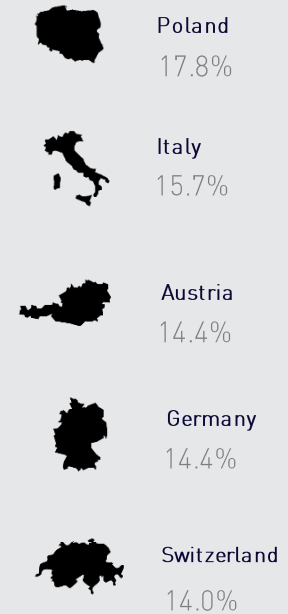 Poland
17.8%
Italy
15.7%
Austria
14.4%
Germany
14.4%
Switzerland
14.0%